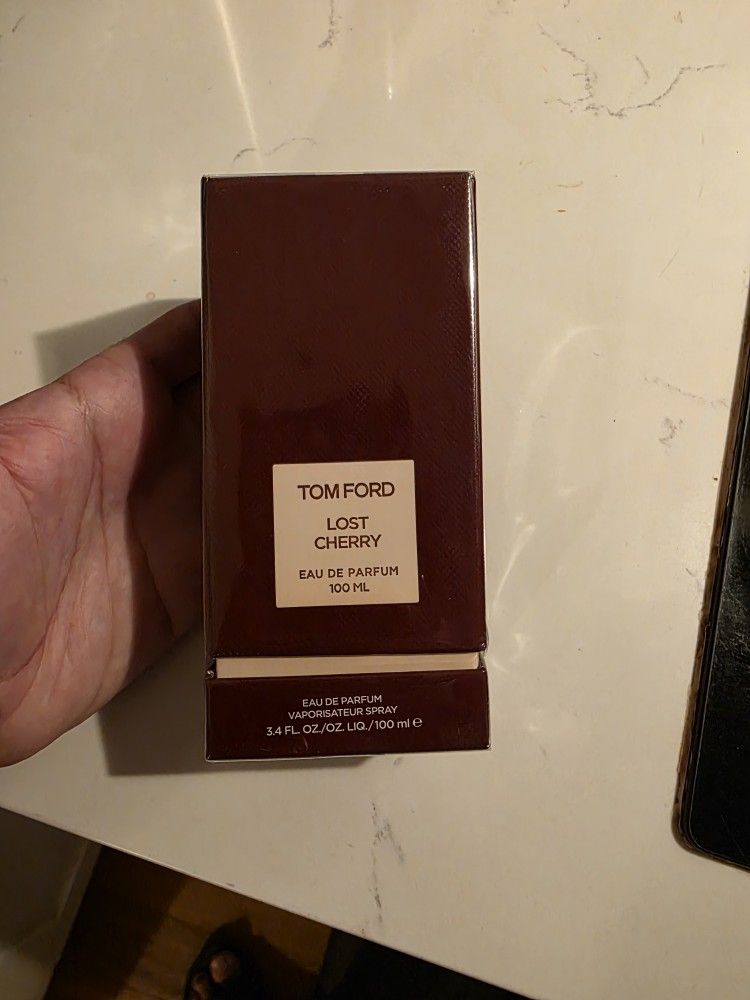 TOM FORD
LOST
CHERRY
EAU DE PARFUM
100 ML
EAU DE PARFUM
VAPORISATEUR SPRAY
3.4 FL. OZ./OZ. LIQ./100 ml ℮